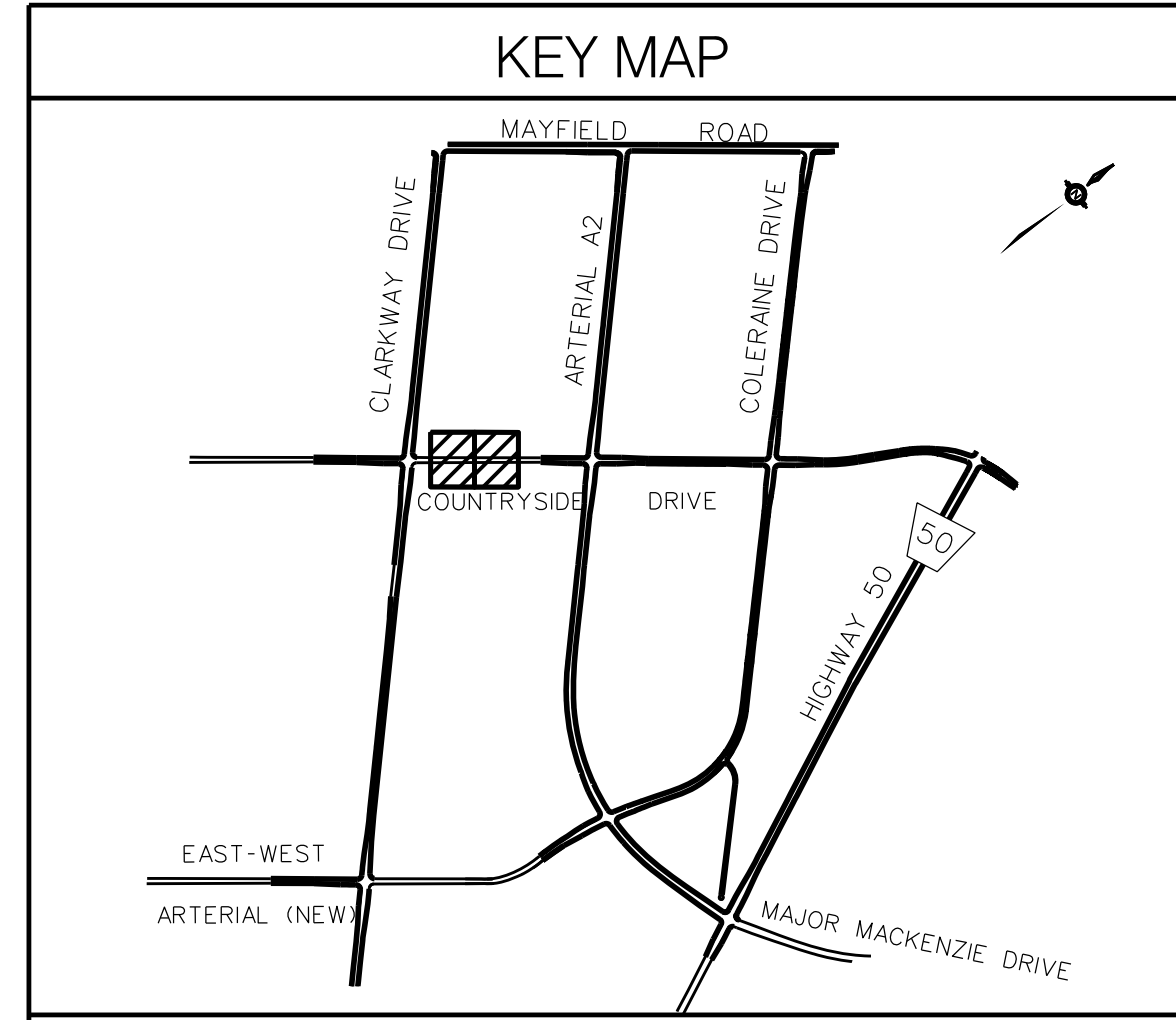 KEY MAP
MAYFIELD ROAD
N
CLARKWAY DRIVE
ARTERIAL A2
COLERAINE DRIVE
COUNTRYSIDE DRIVE
50
HIGHWAY 50
EAST-WEST
ARTERIAL (NEW)
MAJOR MACKENZIE DRIVE